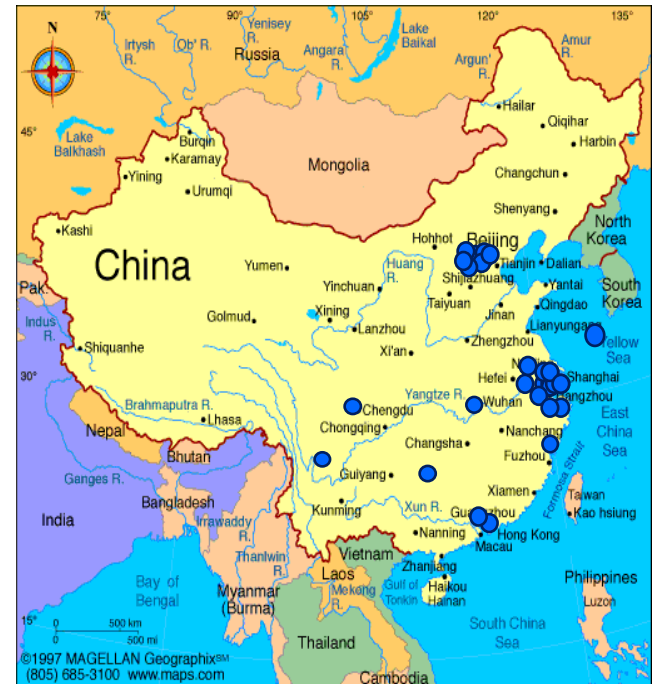 75°
90°
105°
120°
135°
N
Irtysh
R.
Ob' R.
Yenisey
R.
Russia
Angara
R.
Lake
Baikal
Argun'
R.
Amur
R.
45°
Lake
Balkhash
Burqin
Karamay
Yining
Urumqi
Mongolia
Hailar
Qiqihar
Harbin
Changchun
Shenyang
Kashi
China
Yumen
Hohhot
Beijing
Huang
R.
Tianjin
Dalian
North
Korea
Pak.
Yinchuan
Shijiazhuang
Taiyuan
Yantai
South
Korea
Indus
R.
Golmud
Xining
Lanzhou
Jinan
Qingdao
Lianyungang
Shiquanhe
Xi'an
Zhengzhou
Yellow
Sea
30°
Hefei
Shanghai
Brahmaputra R.
Lhasa
Chengdu
Yangtze R.
Wuhan
Hangzhou
Nepal
Chongqing
Nanchang
East
China
Sea
Bhutan
Changsha
Fuzhou
Ganges R.
Guiyang
Formosa Strait
Bangladesh
Kunming
Xun R.
Xiamen
Taiwan
India
Irrawaddy
R.
Guangzhou
Kao hsiung
Nanning
Hong Kong
Macau
Thanlwin
R.
Vietnam
Zhanjiang
Laos
Bay of
Bengal
Myanmar
(Burma)
Mekong
R.
Gulf of
Tonkin
Haikou
Hainan
Philippines
Luzon
15°
0
500 km
0
500 mi
South China
Sea
Thailand
©1997 MAGELLAN Geographix℠
(805) 685-3100 www.maps.com
Cambodia